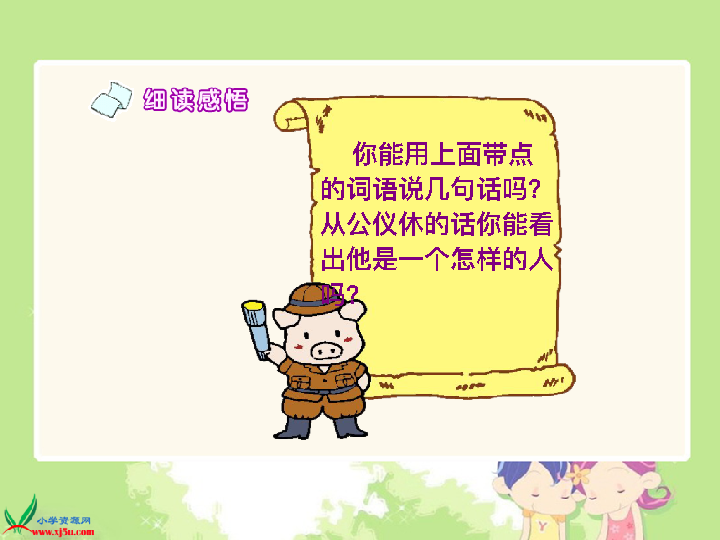 细读感悟
你能用上面带点
的词语说几句话吗?
从公仪休的话你能看
出他是一个怎样的人
吗?
小学资源网
www.xj5u.com